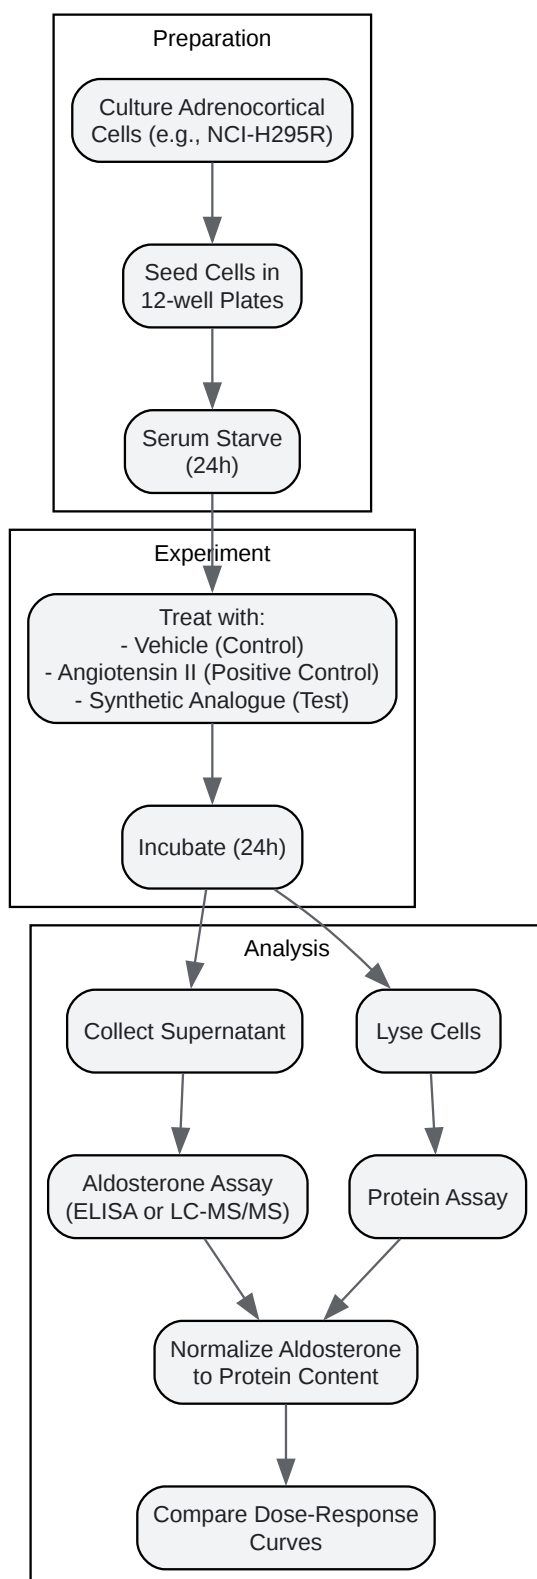 Preparation
Culture Adrenocortical
Cells (e.g., NCI-H295R)
Seed Cells in
12-well Plates
Serum Starve
(24h)
Experiment
Treat with:
- Vehicle (Control)
- Angiotensin II (Positive Control)
- Synthetic Analogue (Test)
Incubate (24h)
Analysis
Collect Supernatant
Lyse Cells
Aldosterone Assay
(ELISA or LC-MS/MS)
Protein Assay
Normalize Aldosterone
to Protein Content
Compare Dose-Response
Curves